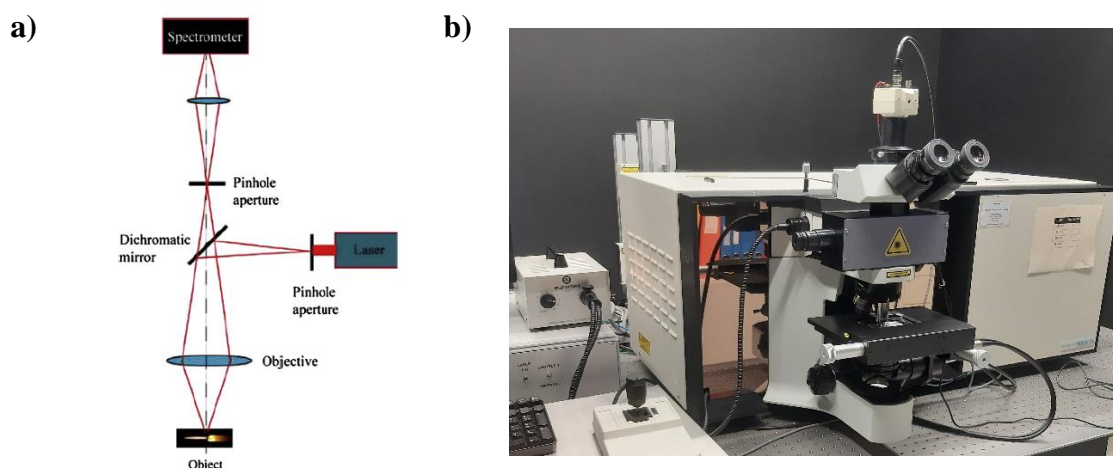 a)
Spectrometer
Pinhole
aperture
Dichromatic
mirror
Laser
Pinhole
aperture
Objective
Object
b)